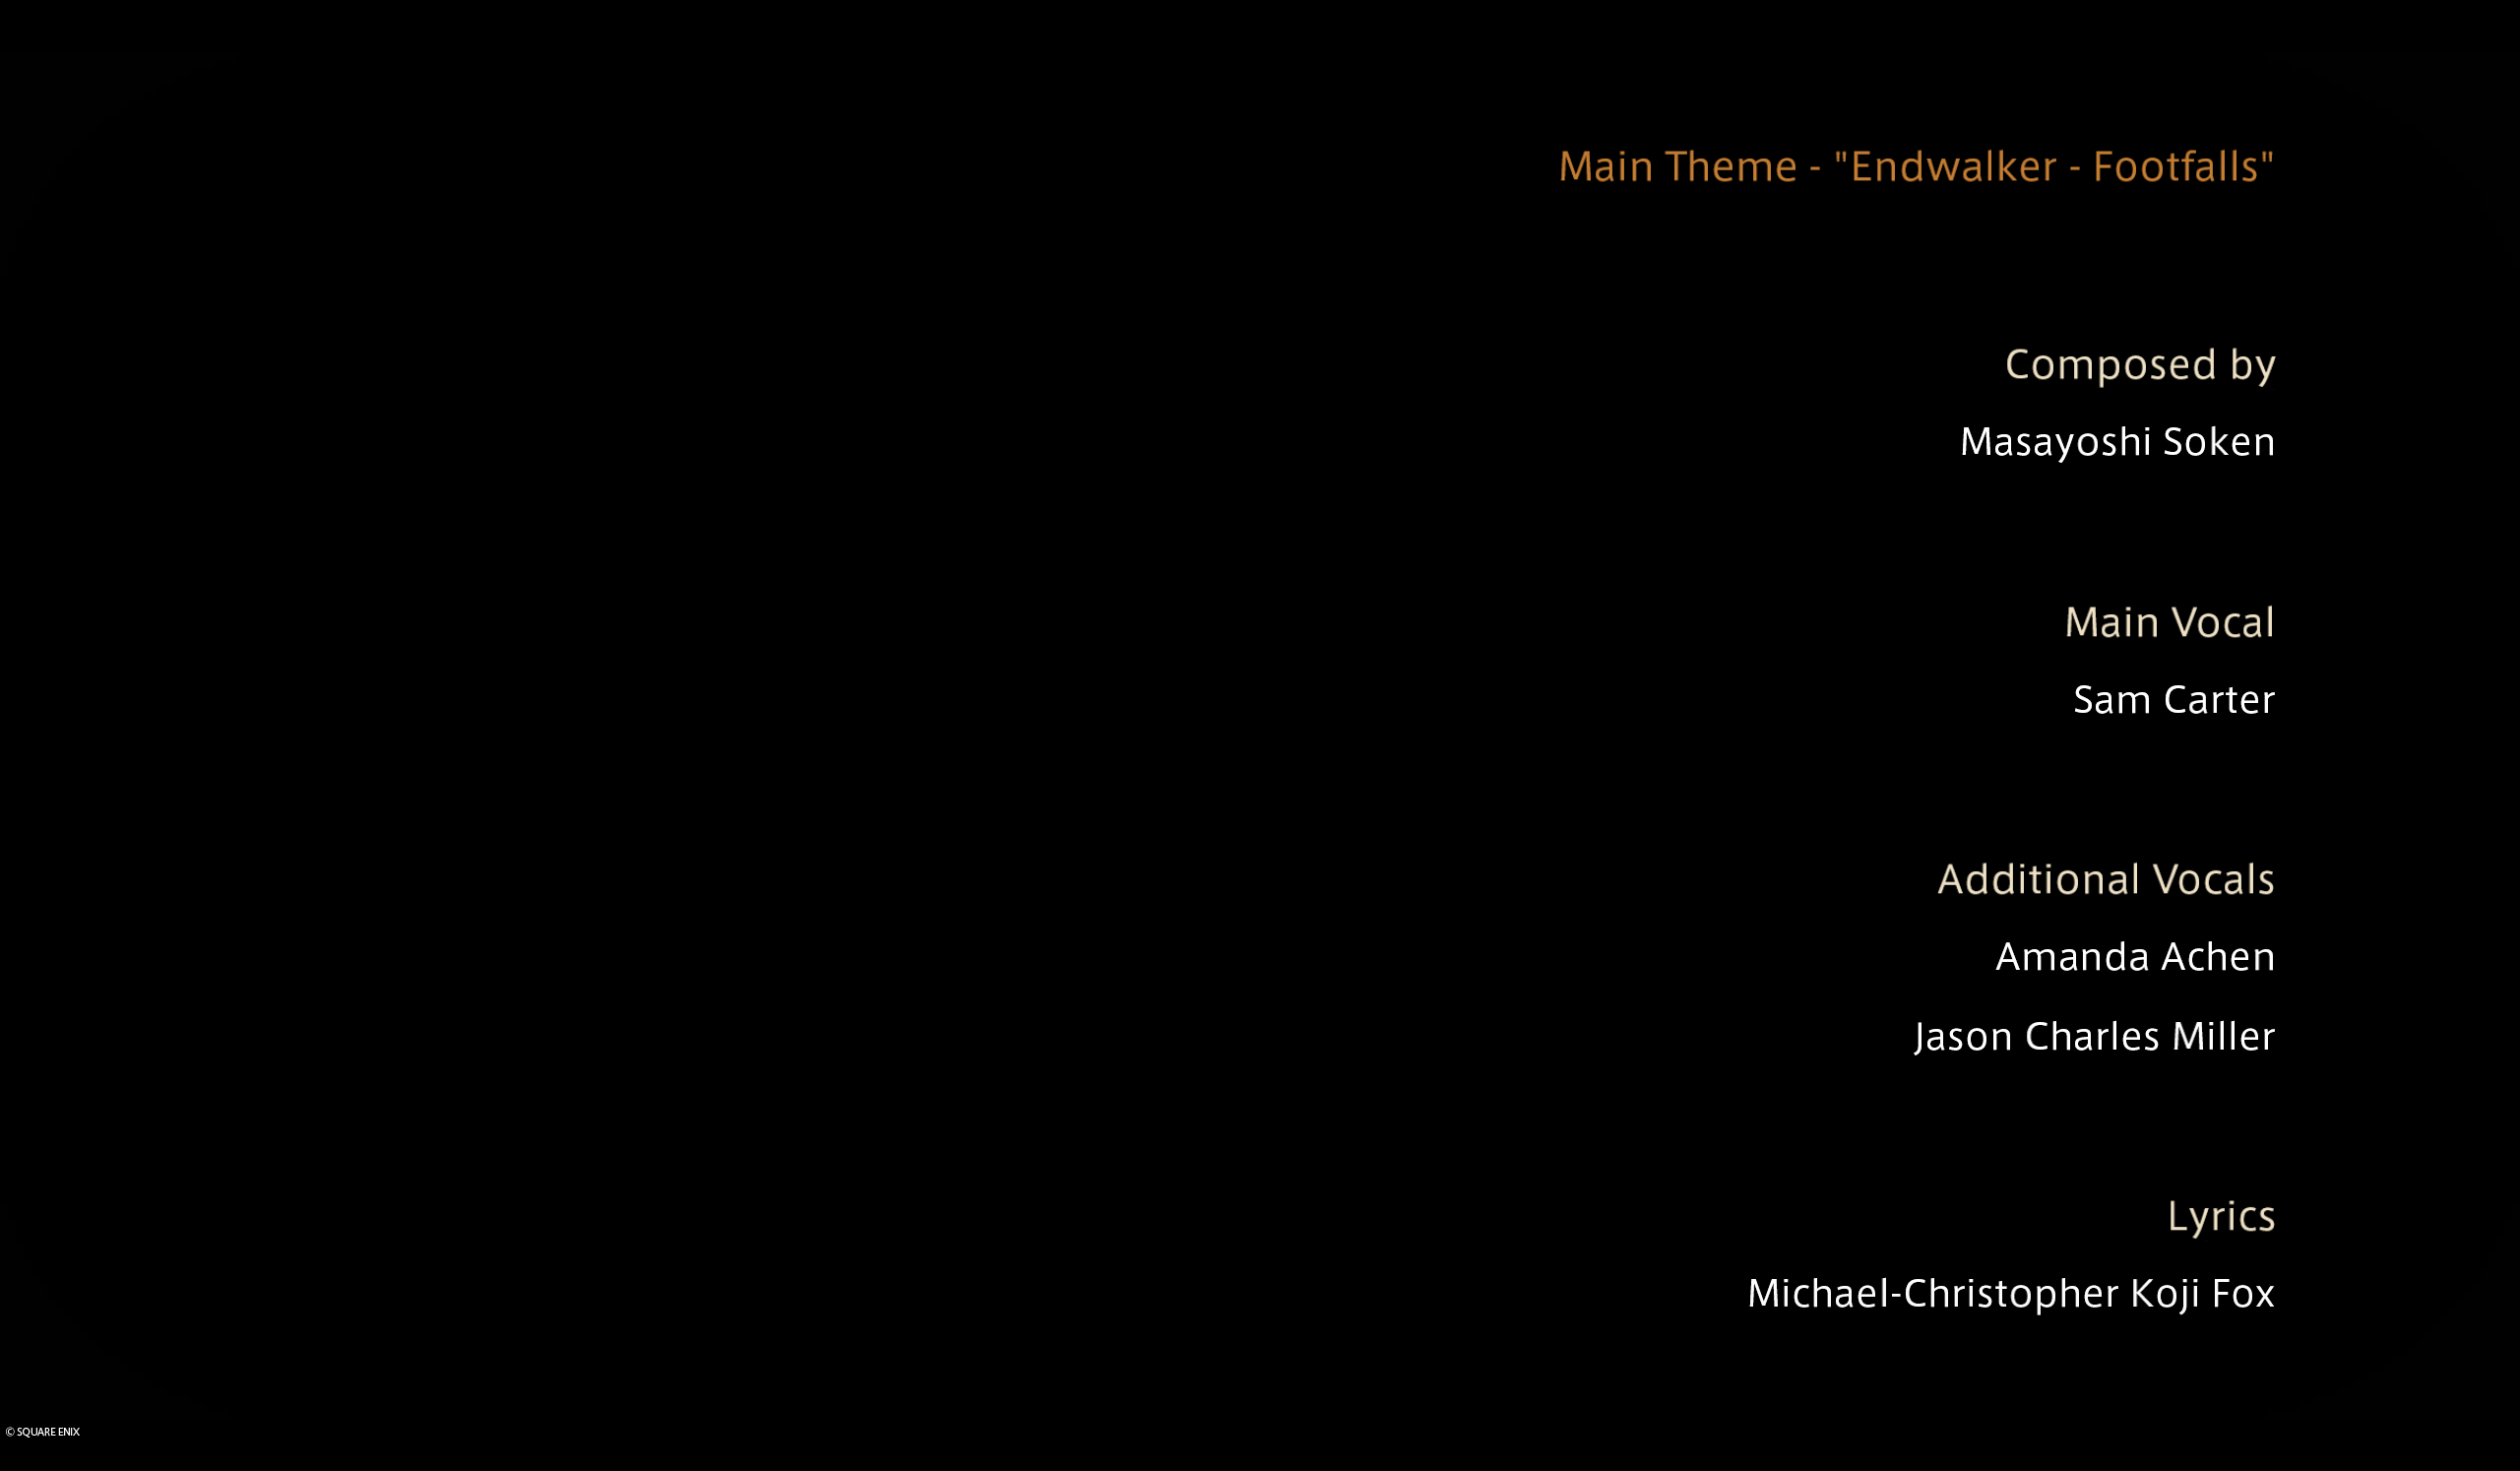 Main Theme - "Endwalker - Footfalls"
Composed by
Masayoshi Soken
Main Vocal
Sam Carter
Additional Vocals
Amanda Achen
Jason Charles Miller
Lyrics
Michael-Christopher Koji Fox
© SQUARE ENIX